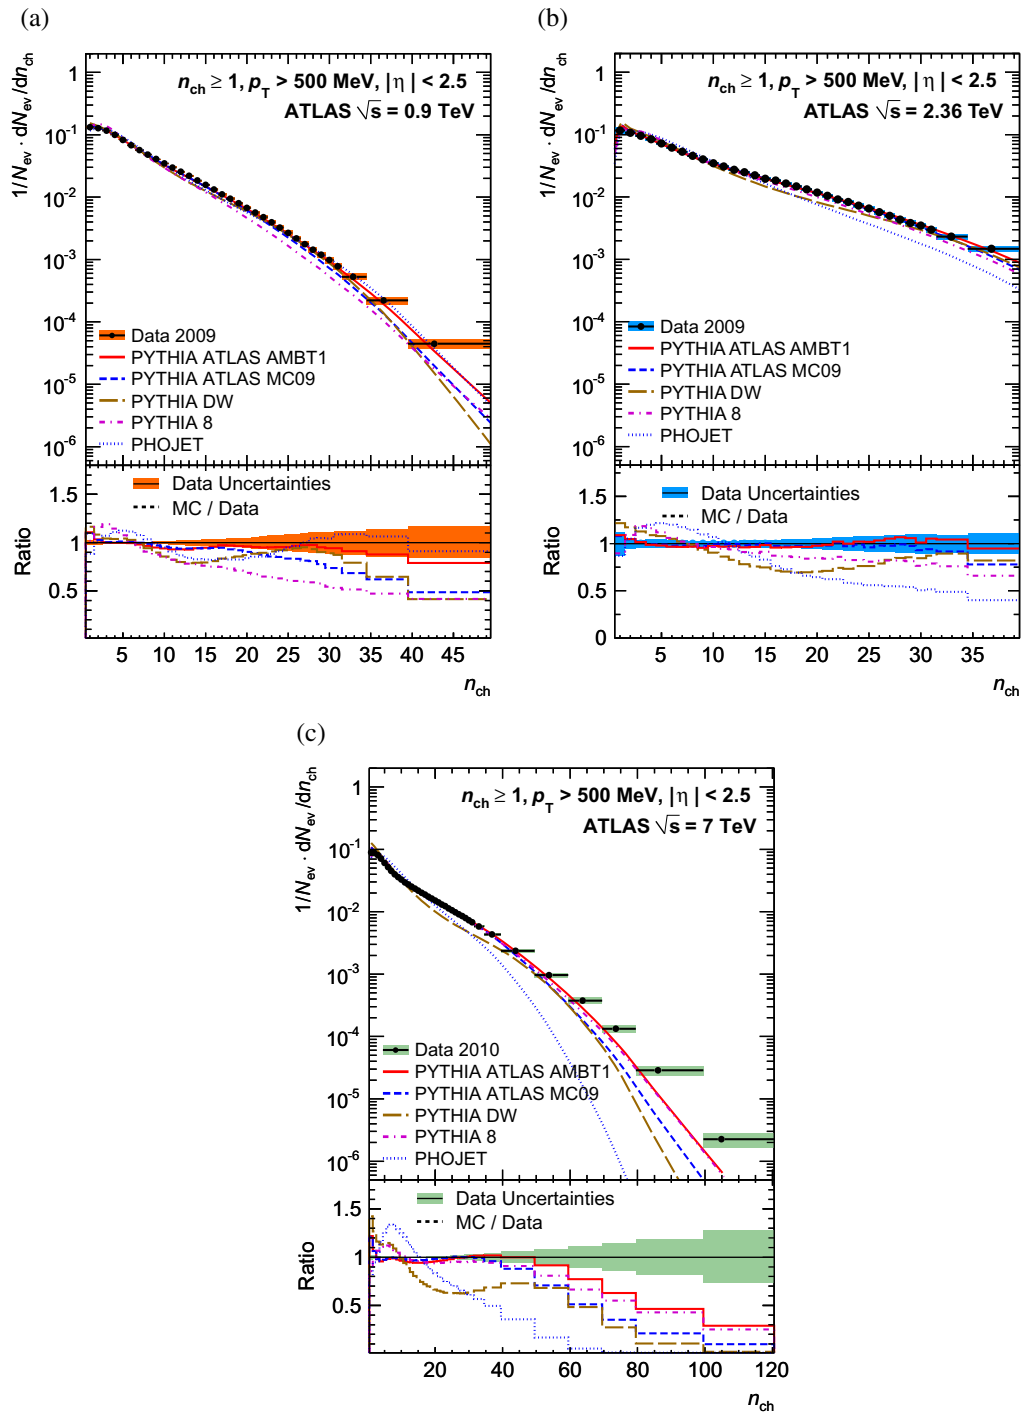 (a)
1/N_ev · dN_ev/dn_ch
n_ch ≥ 1, p_T > 500 MeV, |η| < 2.5
ATLAS √s = 0.9 TeV
1
10^-1
10^-2
10^-3
10^-4
10^-5
10^-6
Data 2009
PYTHIA ATLAS AMBT1
PYTHIA ATLAS MC09
PYTHIA DW
PYTHIA 8
PHOJET
Ratio
1.5
1
0.5
Data Uncertainties
MC / Data
5 10 15 20 25 30 35 40 45
n_ch
(b)
1/N_ev · dN_ev/dn_ch
n_ch ≥ 1, p_T > 500 MeV, |η| < 2.5
ATLAS √s = 2.36 TeV
1
10^-1
10^-2
10^-3
10^-4
10^-5
10^-6
Data 2009
PYTHIA ATLAS AMBT1
PYTHIA ATLAS MC09
PYTHIA DW
PYTHIA 8
PHOJET
Ratio
1.5
1
0.5
0
Data Uncertainties
MC / Data
5 10 15 20 25 30 35
n_ch
(c)
1/N_ev · dN_ev/dn_ch
n_ch ≥ 1, p_T > 500 MeV, |η| < 2.5
ATLAS √s = 7 TeV
1
10^-1
10^-2
10^-3
10^-4
10^-5
10^-6
Data 2010
PYTHIA ATLAS AMBT1
PYTHIA ATLAS MC09
PYTHIA DW
PYTHIA 8
PHOJET
Ratio
1.5
1
0.5
Data Uncertainties
MC / Data
20 40 60 80 100 120
n_ch